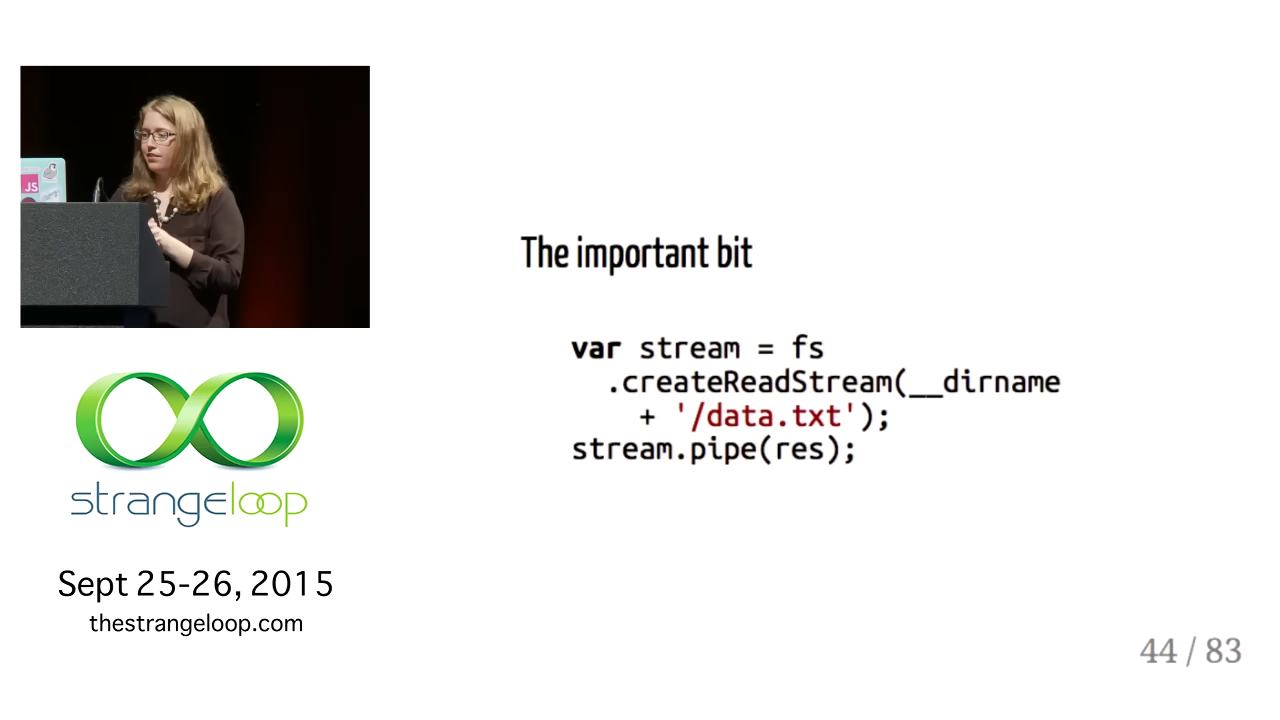 JS
strangeloop
Sept 25-26, 2015
thestrangeloop.com
The important bit
var stream = fs
.createReadStream(__dirname
+ '/data.txt');
stream.pipe(res);
44 / 83